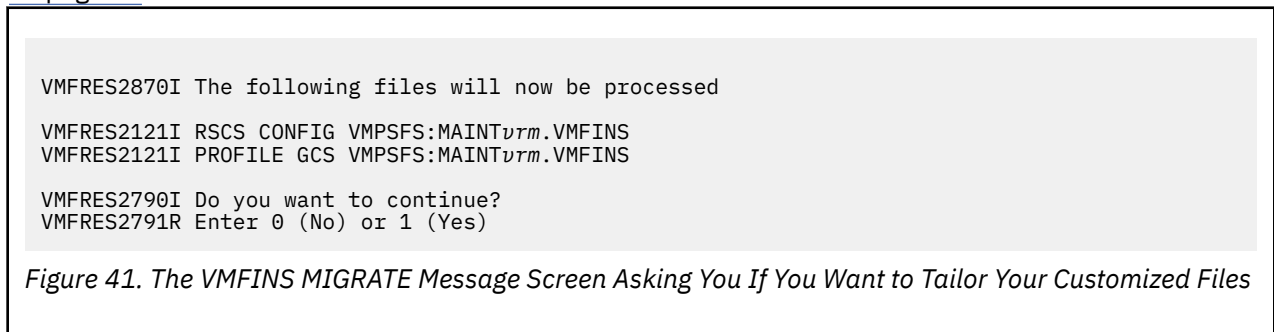 VMFRES2870I The following files will now be processed
VMFRES2121I RSCS CONFIG VMPSFS:MAINTvrm.VMFINS
VMFRES2121I PROFILE GCS VMPSFS:MAINTvrm.VMFINS
VMFRES2790I Do you want to continue?
VMFRES2791R Enter 0 (No) or 1 (Yes)
Figure 41. The VMFINS MIGRATE Message Screen Asking You If You Want to Tailor Your Customized Files